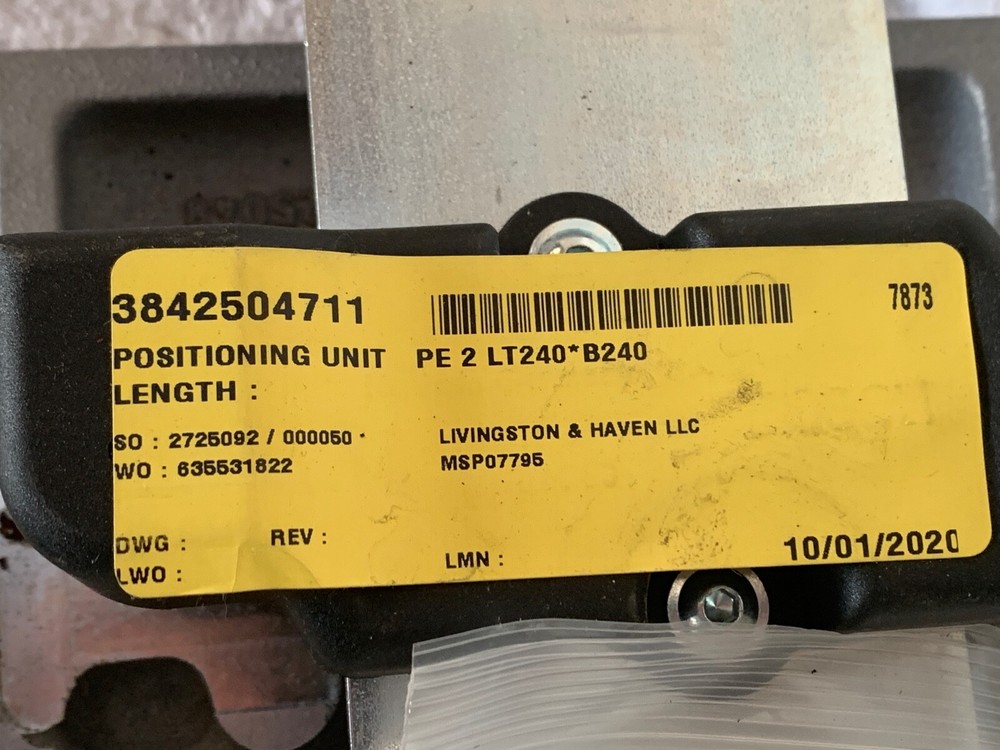 3842504711
7873
POSITIONING UNIT PE 2 LT240*B240
LENGTH :
SO : 2725092 / 000050
LIVINGSTON & HAVEN LLC
WO : 635531822
MSP07795
DWG :
REV :
LMN :
10/01/2020
LWO :